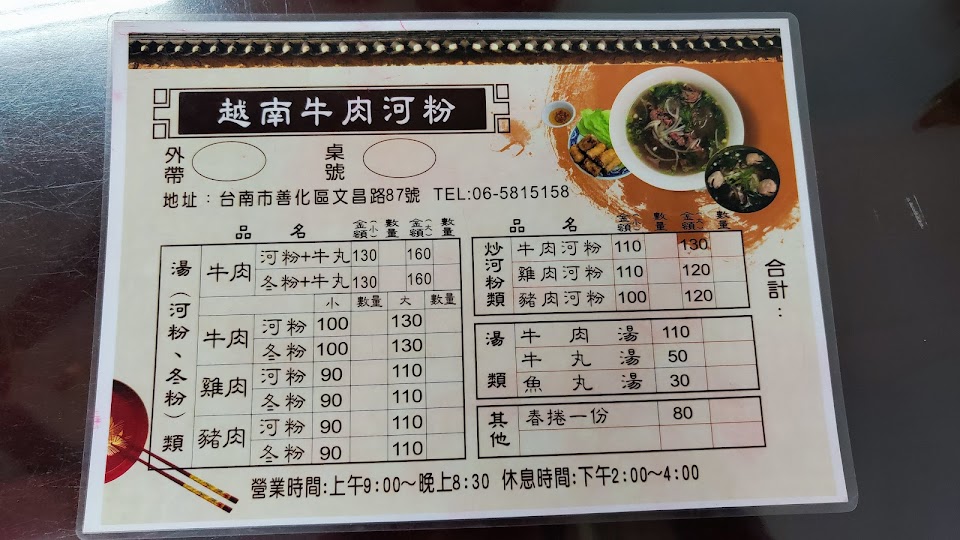 越南牛肉河粉
外帶 桌號
地址：台南市善化區文昌路87號 TEL:06-5815158
品名 金額(小) 數量 金額(大) 數量
湯(河粉、冬粉)類
牛肉 河粉+牛丸 130 160
冬粉+牛丸 130 160
小 數量 大 數量
牛肉 河粉 100 130
冬粉 100 130
雞肉 河粉 90 110
冬粉 90 110
豬肉 河粉 90 110
冬粉 90 110
品名 金額(小) 數量 金額(大) 數量
炒河粉類
牛肉河粉 110 130
雞肉河粉 110 120
豬肉河粉 100 120
湯類
牛肉湯 110
牛丸湯 50
魚丸湯 30
其他
春捲一份 80
合計：
營業時間:上午9:00～晚上8:30 休息時間:下午2:00～4:00